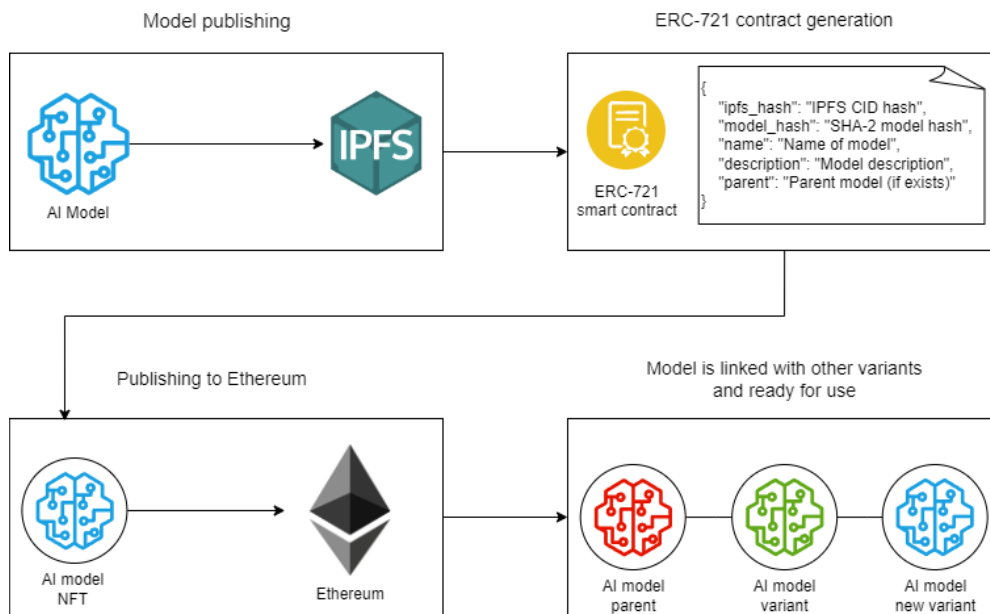 Model publishing
ERC-721 contract generation
IPFS
AI Model
ERC-721
smart contract
{
"ipfs_hash": "IPFS CID hash",
"model_hash": "SHA-2 model hash",
"name": "Name of model",
"description": "Model description",
"parent": "Parent model (if exists)"
}
Publishing to Ethereum
Model is linked with other variants
and ready for use
AI model
NFT
Ethereum
AI model
parent
AI model
variant
AI model
new variant